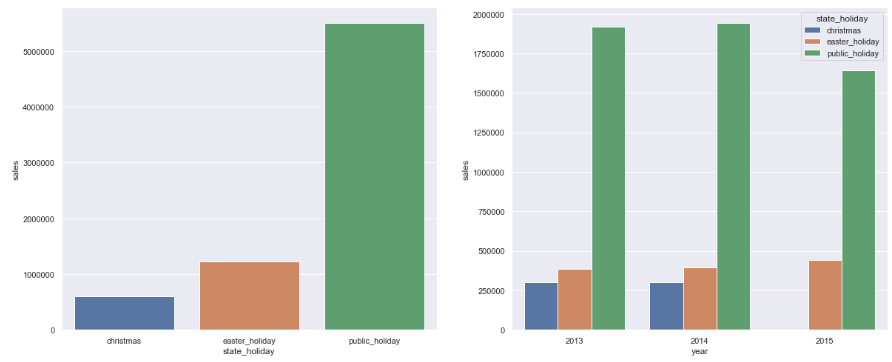 5000000
4000000
3000000
2000000
1000000
0
sales
christmas easter_holiday public_holiday
state_holiday
2000000
1750000
1500000
1250000
1000000
750000
500000
250000
0
sales
state_holiday
christmas
easter_holiday
public_holiday
2013 2014 2015
year